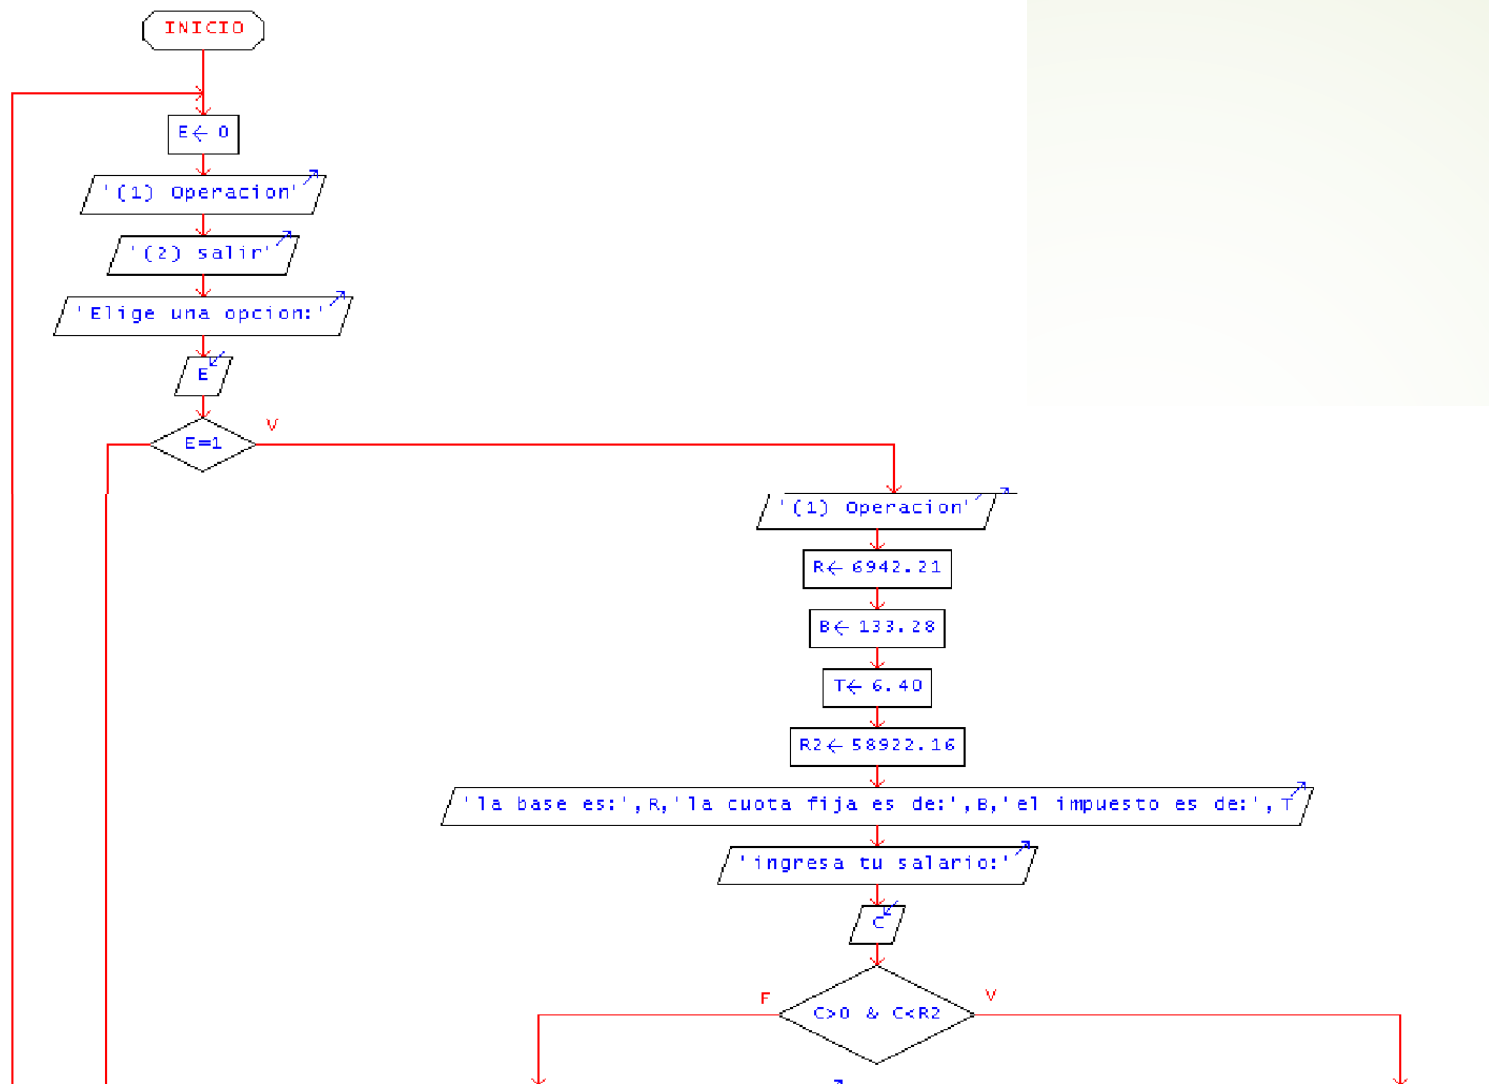 INICIO
E← 0
'(1) Operacion'
'(2) salir'
'Elige una opcion:'
E
E=1
V
'(1) Operacion'
R← 6942.21
B← 133.28
T← 6.40
R2← 58922.16
'la base es:',R,'la cuota fija es de:',B,'el impuesto es de:',T
'ingresa tu salario:'
C
F
C>0 & C<R2
V